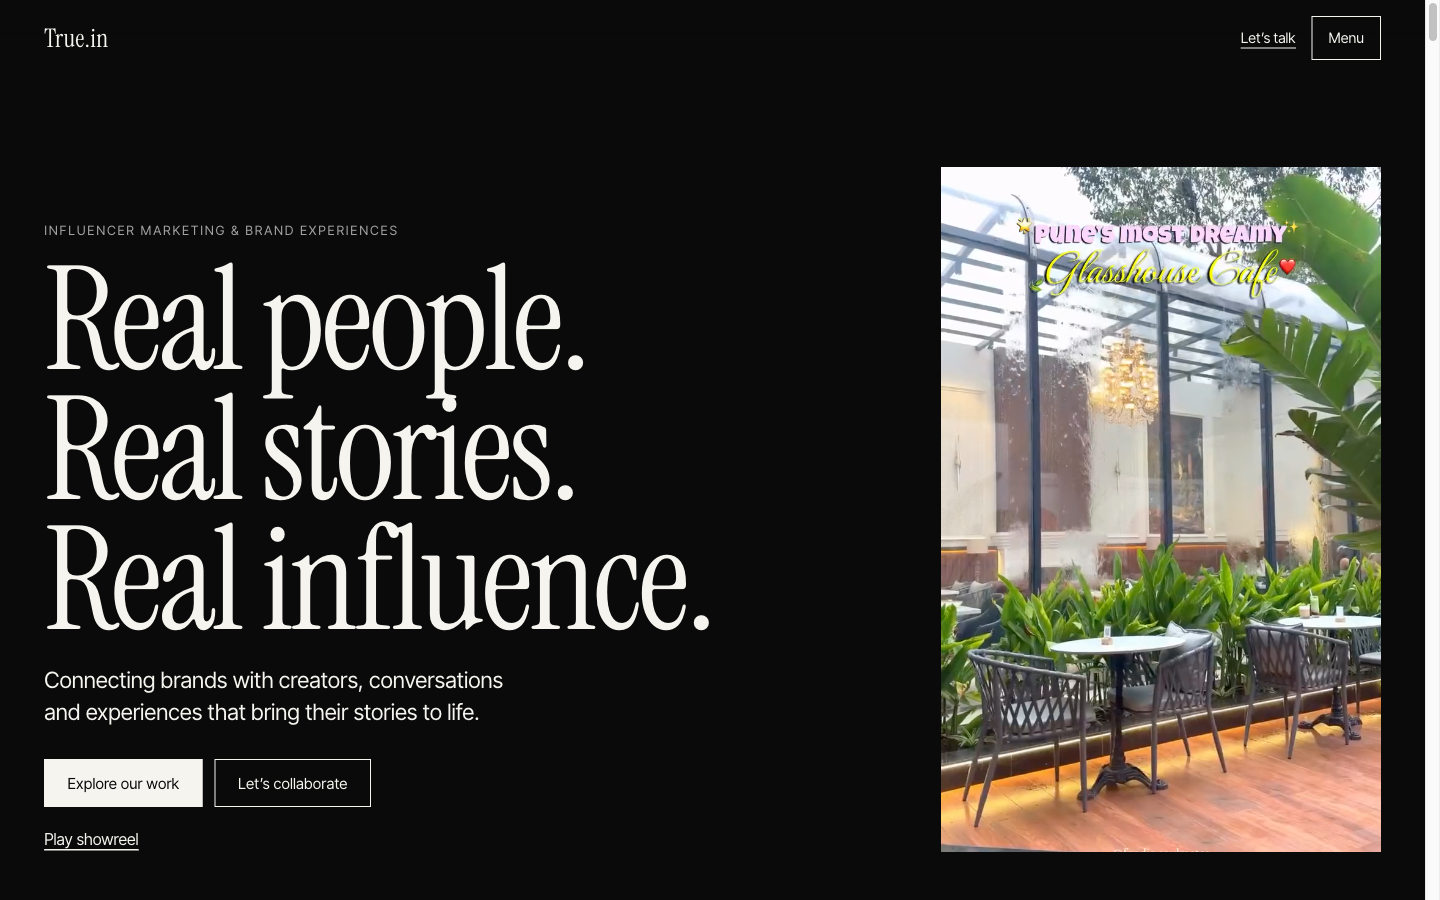 True.in
Let's talk
Menu
INFLUENCER MARKETING & BRAND EXPERIENCES
Real people.
Real stories.
Real influence.
Connecting brands with creators, conversations
and experiences that bring their stories to life.
Explore our work
Let's collaborate
Play showreel
Pune's most dreamy
Glasshouse Cafe